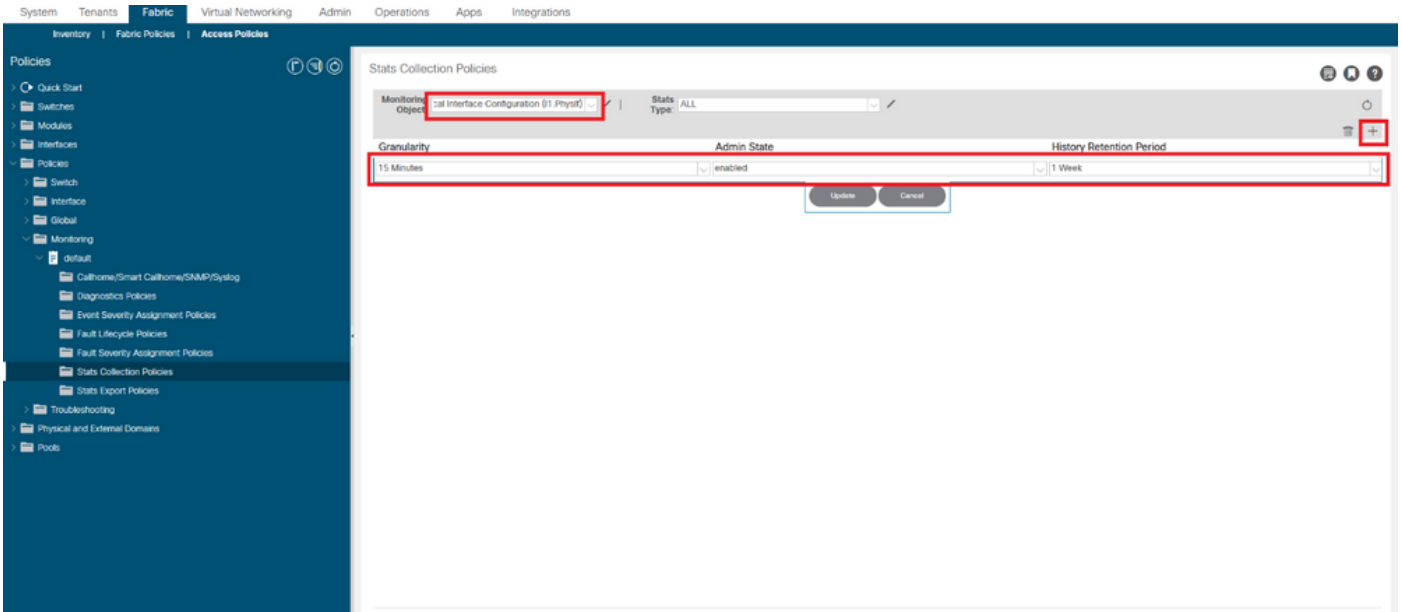 System Tenants Fabric Virtual Networking Admin Operations Apps Integrations
Inventory | Fabric Policies | Access Policies
Policies
Quick Start
Switches
Modules
Interfaces
Policies
Switch
Interface
Global
Monitoring
default
Callhome/Smart Callhome/SNMP/Syslog
Diagnostics Policies
Event Severity Assignment Policies
Fault Lifecycle Policies
Fault Severity Assignment Policies
Stats Collection Policies
Stats Export Policies
Troubleshooting
Physical and External Domains
Pools
Stats Collection Policies
Monitoring Object cal Interface Configuration (l1.PhysIf) | Stats Type: ALL
Granularity Admin State History Retention Period
15 Minutes enabled 1 Week
Update Cancel